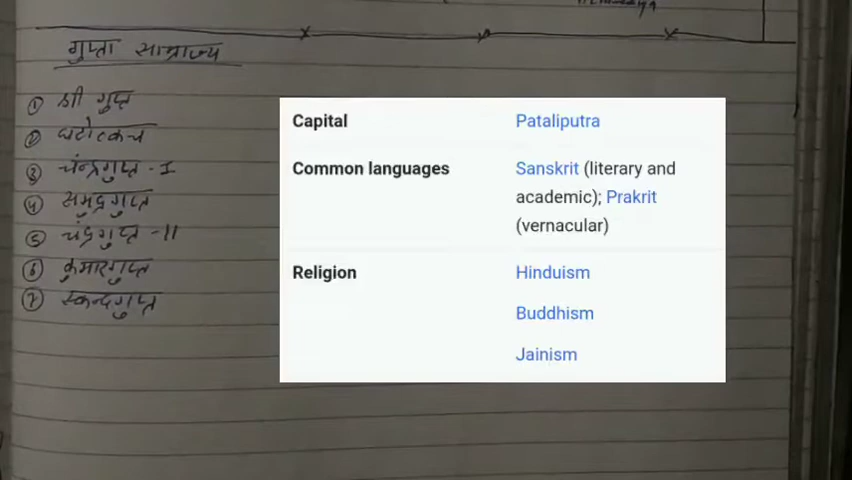 गुप्ता साम्राज्य
① श्री गुप्त
② घटोत्कच
③ चंन्द्रगुप्त - I
④ समुद्रगुप्त
⑤ चंद्रगुप्त - II
⑥ कुमारगुप्त
⑦ स्कन्दगुप्त
Capital Pataliputra
Common languages Sanskrit (literary and
academic); Prakrit
(vernacular)
Religion Hinduism
Buddhism
Jainism